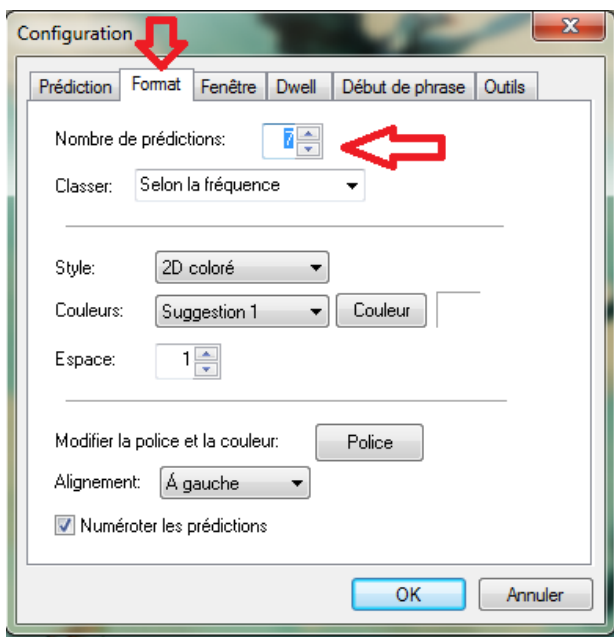 Configuration
Prédiction Format Fenêtre Dwell Début de phrase Outils
Nombre de prédictions: 7
Classer: Selon la fréquence
Style: 2D coloré
Couleurs: Suggestion 1 Couleur
Espace: 1
Modifier la police et la couleur: Police
Alignement: Á gauche
Numéroter les prédictions
OK Annuler